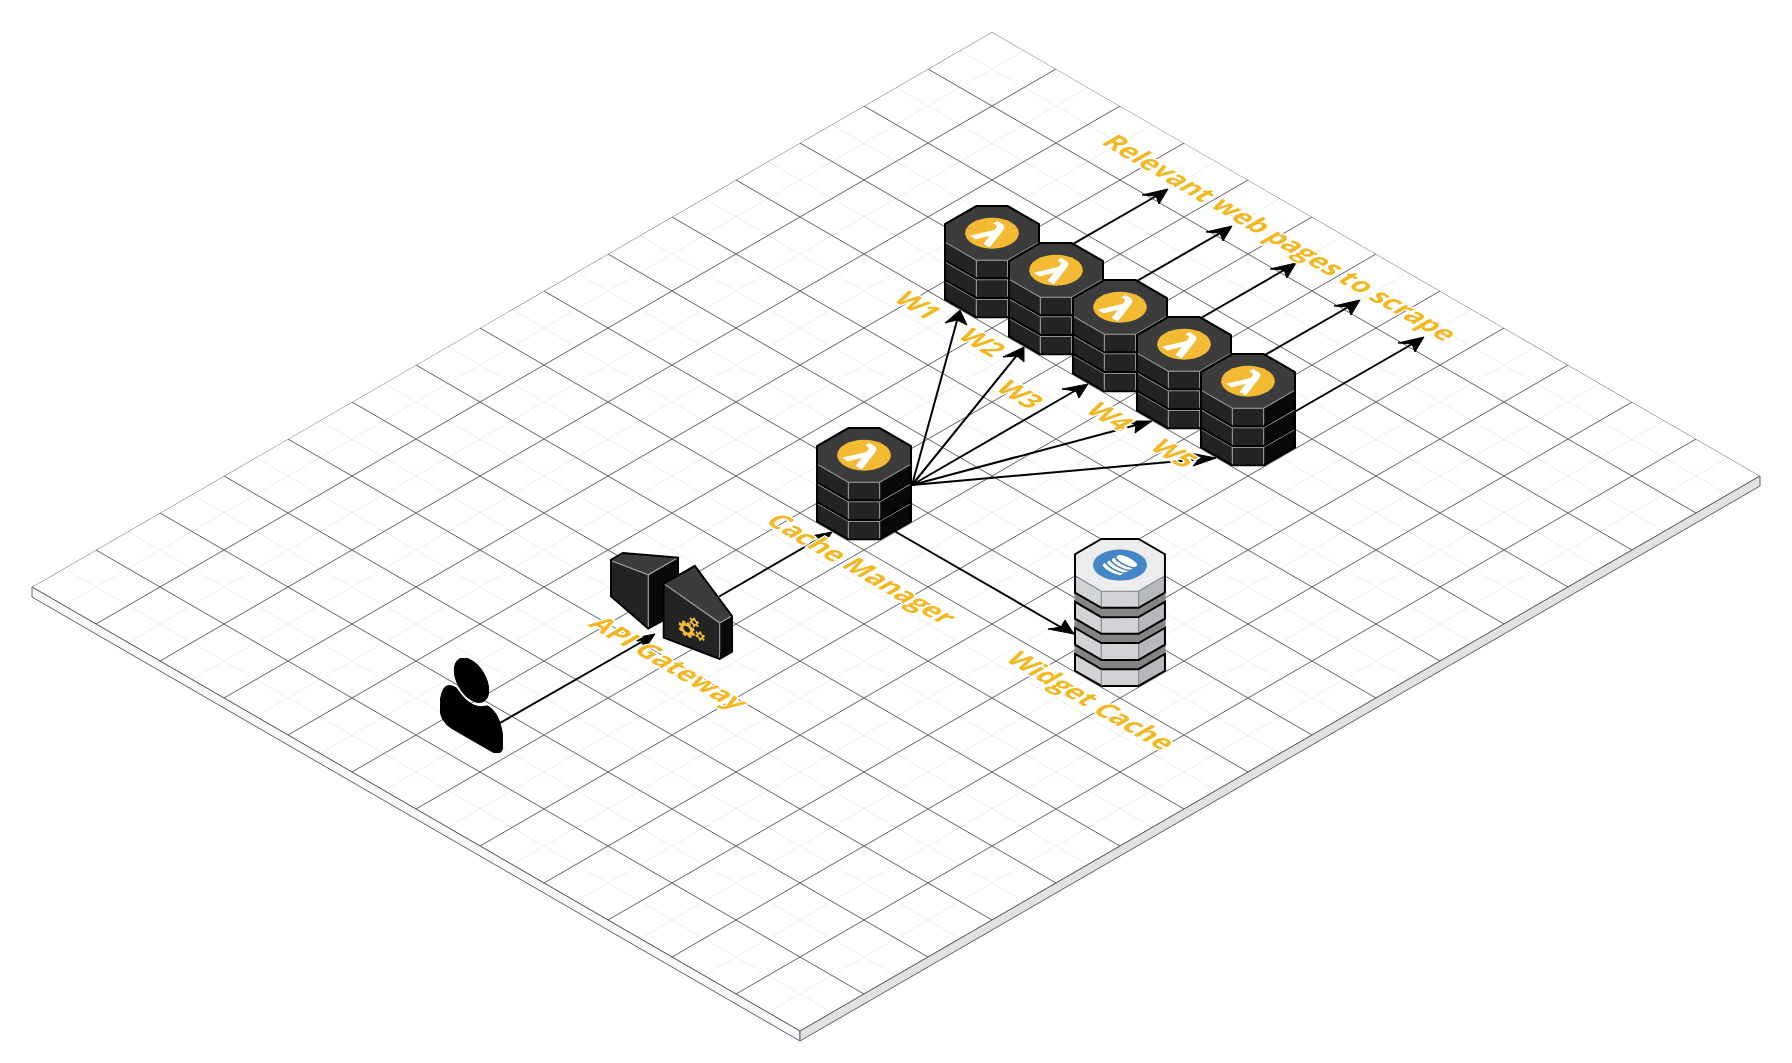 Relevant web pages to scrape
W1
W2
W3
W4
W5
Cache Manager
API Gateway
Widget Cache